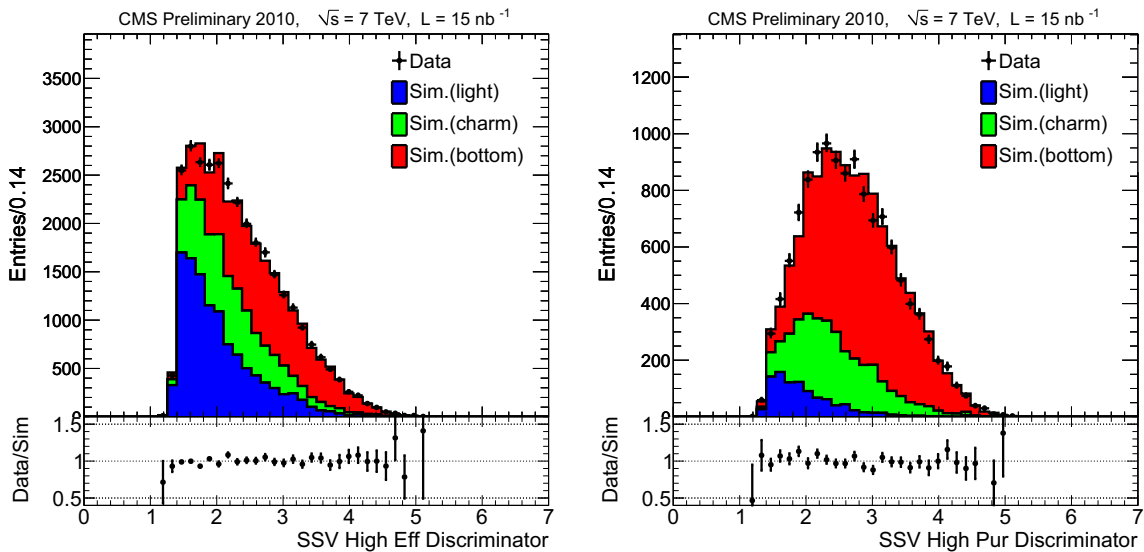 CMS Preliminary 2010, √s = 7 TeV, L = 15 nb⁻¹
Entries/0.14
3500
3000
2500
2000
1500
1000
500
0
Data
Sim.(light)
Sim.(charm)
Sim.(bottom)
Data/Sim
1.5
1
0.5
0 1 2 3 4 5 6 7
SSV High Eff Discriminator
CMS Preliminary 2010, √s = 7 TeV, L = 15 nb⁻¹
Entries/0.14
1200
1000
800
600
400
200
0
Data
Sim.(light)
Sim.(charm)
Sim.(bottom)
Data/Sim
1.5
1
0.5
0 1 2 3 4 5 6 7
SSV High Pur Discriminator